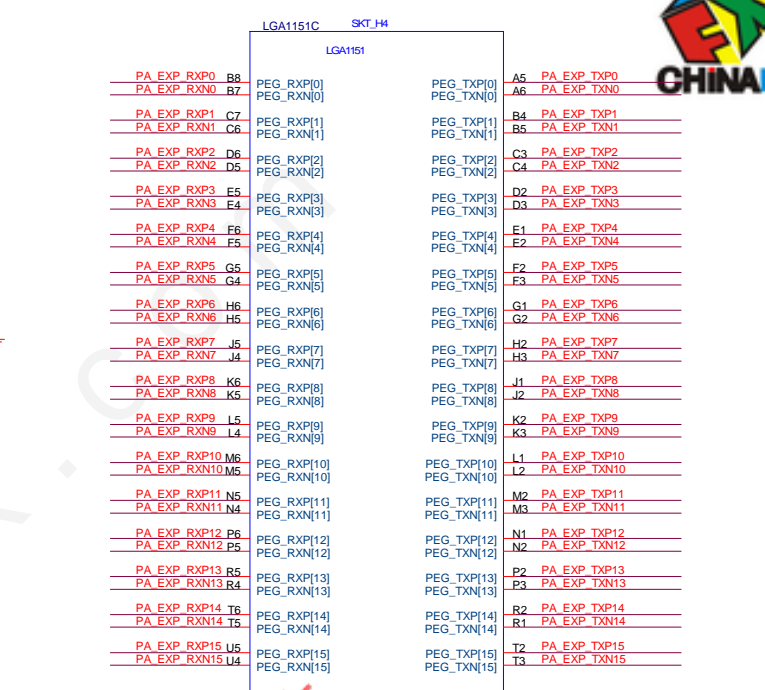 LGA1151C SKT_H4
LGA1151
PA_EXP_RXP0 B8 PEG_RXP[0] PEG_TXP[0] A5 PA_EXP_TXP0
PA_EXP_RXN0 B7 PEG_RXN[0] PEG_TXN[0] A6 PA_EXP_TXN0
PA_EXP_RXP1 C7 PEG_RXP[1] PEG_TXP[1] B4 PA_EXP_TXP1
PA_EXP_RXN1 C6 PEG_RXN[1] PEG_TXN[1] B5 PA_EXP_TXN1
PA_EXP_RXP2 D6 PEG_RXP[2] PEG_TXP[2] C3 PA_EXP_TXP2
PA_EXP_RXN2 D5 PEG_RXN[2] PEG_TXN[2] C4 PA_EXP_TXN2
PA_EXP_RXP3 E5 PEG_RXP[3] PEG_TXP[3] D2 PA_EXP_TXP3
PA_EXP_RXN3 E4 PEG_RXN[3] PEG_TXN[3] D3 PA_EXP_TXN3
PA_EXP_RXP4 F6 PEG_RXP[4] PEG_TXP[4] E1 PA_EXP_TXP4
PA_EXP_RXN4 F5 PEG_RXN[4] PEG_TXN[4] E2 PA_EXP_TXN4
PA_EXP_RXP5 G5 PEG_RXP[5] PEG_TXP[5] F2 PA_EXP_TXP5
PA_EXP_RXN5 G4 PEG_RXN[5] PEG_TXN[5] F3 PA_EXP_TXN5
PA_EXP_RXP6 H6 PEG_RXP[6] PEG_TXP[6] G1 PA_EXP_TXP6
PA_EXP_RXN6 H5 PEG_RXN[6] PEG_TXN[6] G2 PA_EXP_TXN6
PA_EXP_RXP7 J5 PEG_RXP[7] PEG_TXP[7] H2 PA_EXP_TXP7
PA_EXP_RXN7 J4 PEG_RXN[7] PEG_TXN[7] H3 PA_EXP_TXN7
PA_EXP_RXP8 K6 PEG_RXP[8] PEG_TXP[8] J1 PA_EXP_TXP8
PA_EXP_RXN8 K5 PEG_RXN[8] PEG_TXN[8] J2 PA_EXP_TXN8
PA_EXP_RXP9 L5 PEG_RXP[9] PEG_TXP[9] K2 PA_EXP_TXP9
PA_EXP_RXN9 L4 PEG_RXN[9] PEG_TXN[9] K3 PA_EXP_TXN9
PA_EXP_RXP10 M6 PEG_RXP[10] PEG_TXP[10] L1 PA_EXP_TXP10
PA_EXP_RXN10 M5 PEG_RXN[10] PEG_TXN[10] L2 PA_EXP_TXN10
PA_EXP_RXP11 N5 PEG_RXP[11] PEG_TXP[11] M2 PA_EXP_TXP11
PA_EXP_RXN11 N4 PEG_RXN[11] PEG_TXN[11] M3 PA_EXP_TXN11
PA_EXP_RXP12 P6 PEG_RXP[12] PEG_TXP[12] N1 PA_EXP_TXP12
PA_EXP_RXN12 P5 PEG_RXN[12] PEG_TXN[12] N2 PA_EXP_TXN12
PA_EXP_RXP13 R5 PEG_RXP[13] PEG_TXP[13] P2 PA_EXP_TXP13
PA_EXP_RXN13 R4 PEG_RXN[13] PEG_TXN[13] P3 PA_EXP_TXN13
PA_EXP_RXP14 T6 PEG_RXP[14] PEG_TXP[14] R2 PA_EXP_TXP14
PA_EXP_RXN14 T5 PEG_RXN[14] PEG_TXN[14] R1 PA_EXP_TXN14
PA_EXP_RXP15 U5 PEG_RXP[15] PEG_TXP[15] T2 PA_EXP_TXP15
PA_EXP_RXN15 U4 PEG_RXN[15] PEG_TXN[15] T3 PA_EXP_TXN15
.com